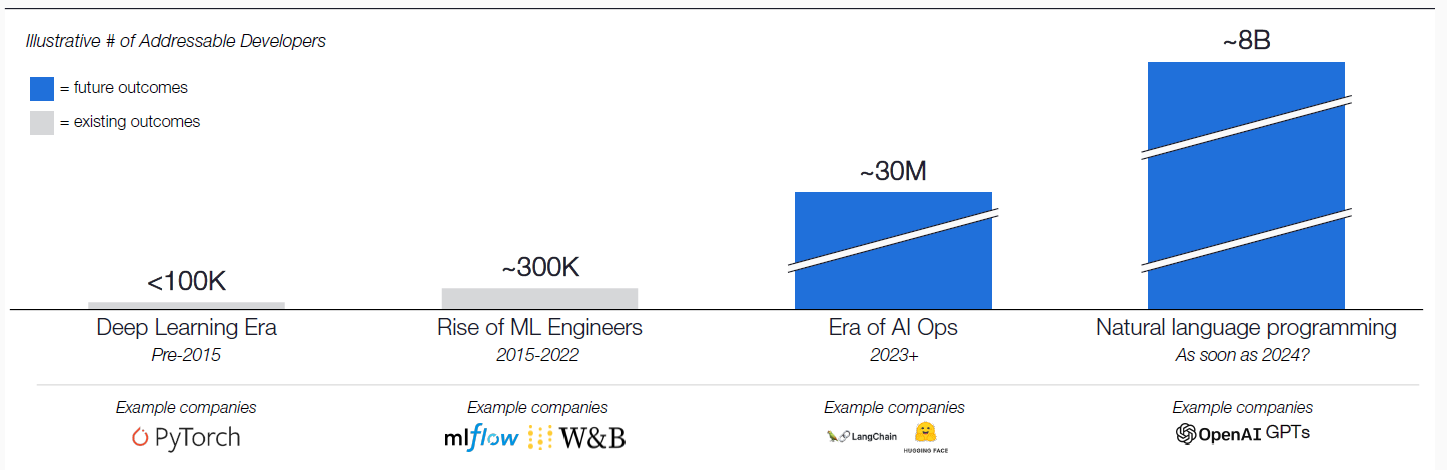 Illustrative # of Addressable Developers
= future outcomes
= existing outcomes
<100K
~300K
~30M
~8B
Deep Learning Era
Pre-2015
Rise of ML Engineers
2015-2022
Era of AI Ops
2023+
Natural language programming
As soon as 2024?
Example companies
PyTorch
Example companies
mlflow W&B
Example companies
LangChain
HUGGING FACE
Example companies
OpenAI GPTs